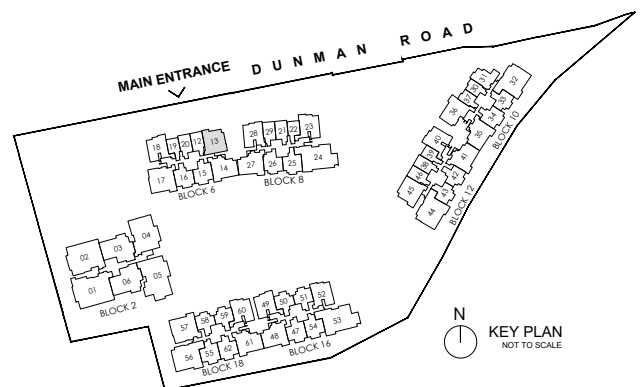 DUNMAN ROAD
MAIN ENTRANCE
18 19 20 12 13
28 29 21 22 23
17 16 15 14 27 26 25 24
BLOCK 6
BLOCK 8
31 32
30
37
36 33
34
35
BLOCK 10
40
39
38 41
46 42
45 43
44
BLOCK 12
04
03
02
01 06 05
BLOCK 2
57 58 59 60 49 50 51 52
56 55 62 61 48 47 54 53
BLOCK 18
BLOCK 16
N
KEY PLAN
NOT TO SCALE